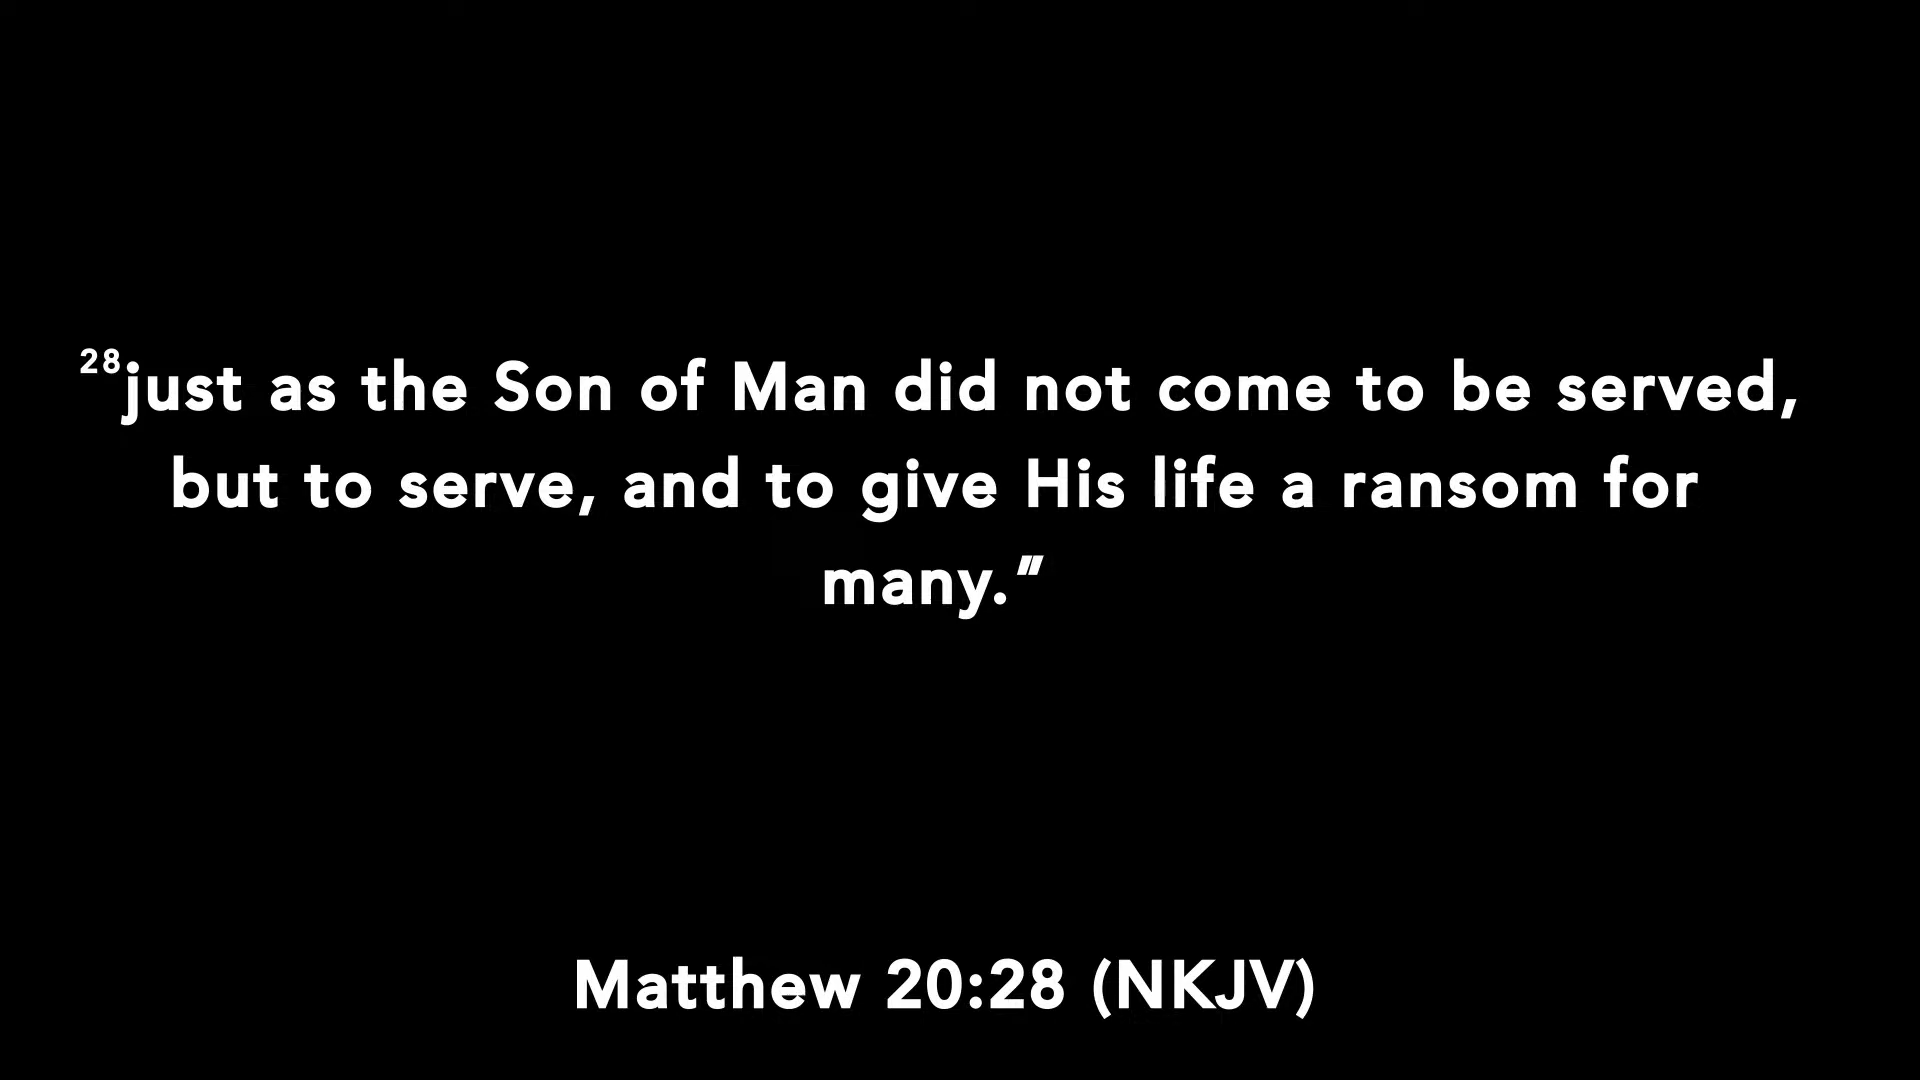 28just as the Son of Man did not come to be served,
but to serve, and to give His life a ransom for
many.”
Matthew 20:28 (NKJV)